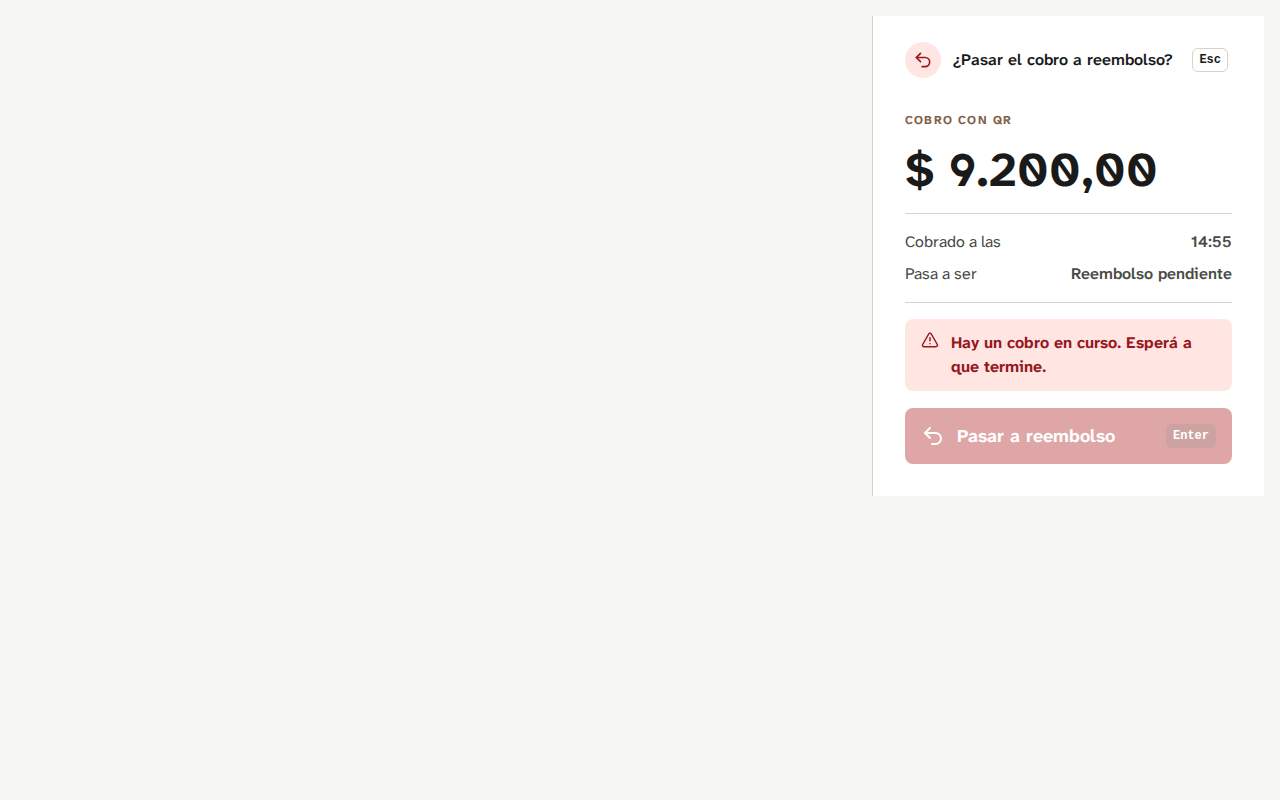 ¿Pasar el cobro a reembolso? Esc
COBRO CON QR
$ 9.200,00
Cobrado a las 14:55
Pasa a ser Reembolso pendiente
Hay un cobro en curso. Esperá a
que termine.
Pasar a reembolso Enter